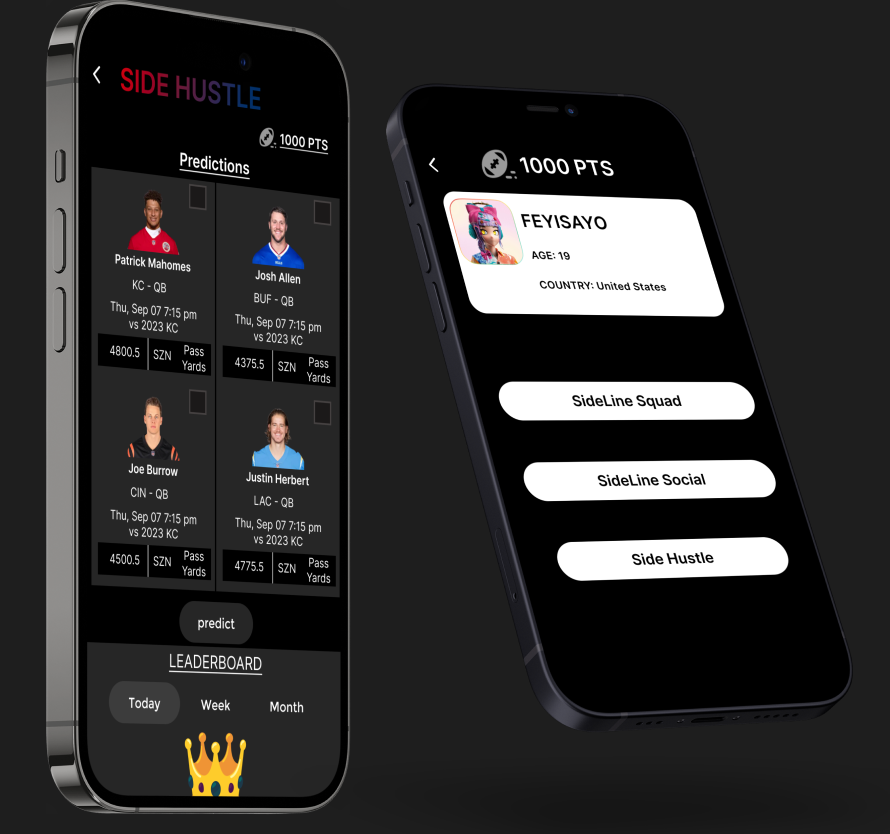 SIDE HUSTLE
1000 PTS
Predictions
Patrick Mahomes
KC - QB
Thu, Sep 07 7:15 pm
vs 2023 KC
4800.5 SZN Pass
Yards
Josh Allen
BUF - QB
Thu, Sep 07 7:15 pm
vs 2023 KC
4375.5 SZN Pass
Yards
Joe Burrow
CIN - QB
Thu, Sep 07 7:15 pm
vs 2023 KC
4500.5 SZN Pass
Yards
Justin Herbert
LAC - QB
Thu, Sep 07 7:15 pm
vs 2023 KC
4775.5 SZN Pass
Yards
predict
LEADERBOARD
Today Week Month
1000 PTS
FEYISAYO
AGE: 19
COUNTRY: United States
SideLine Squad
SideLine Social
Side Hustle